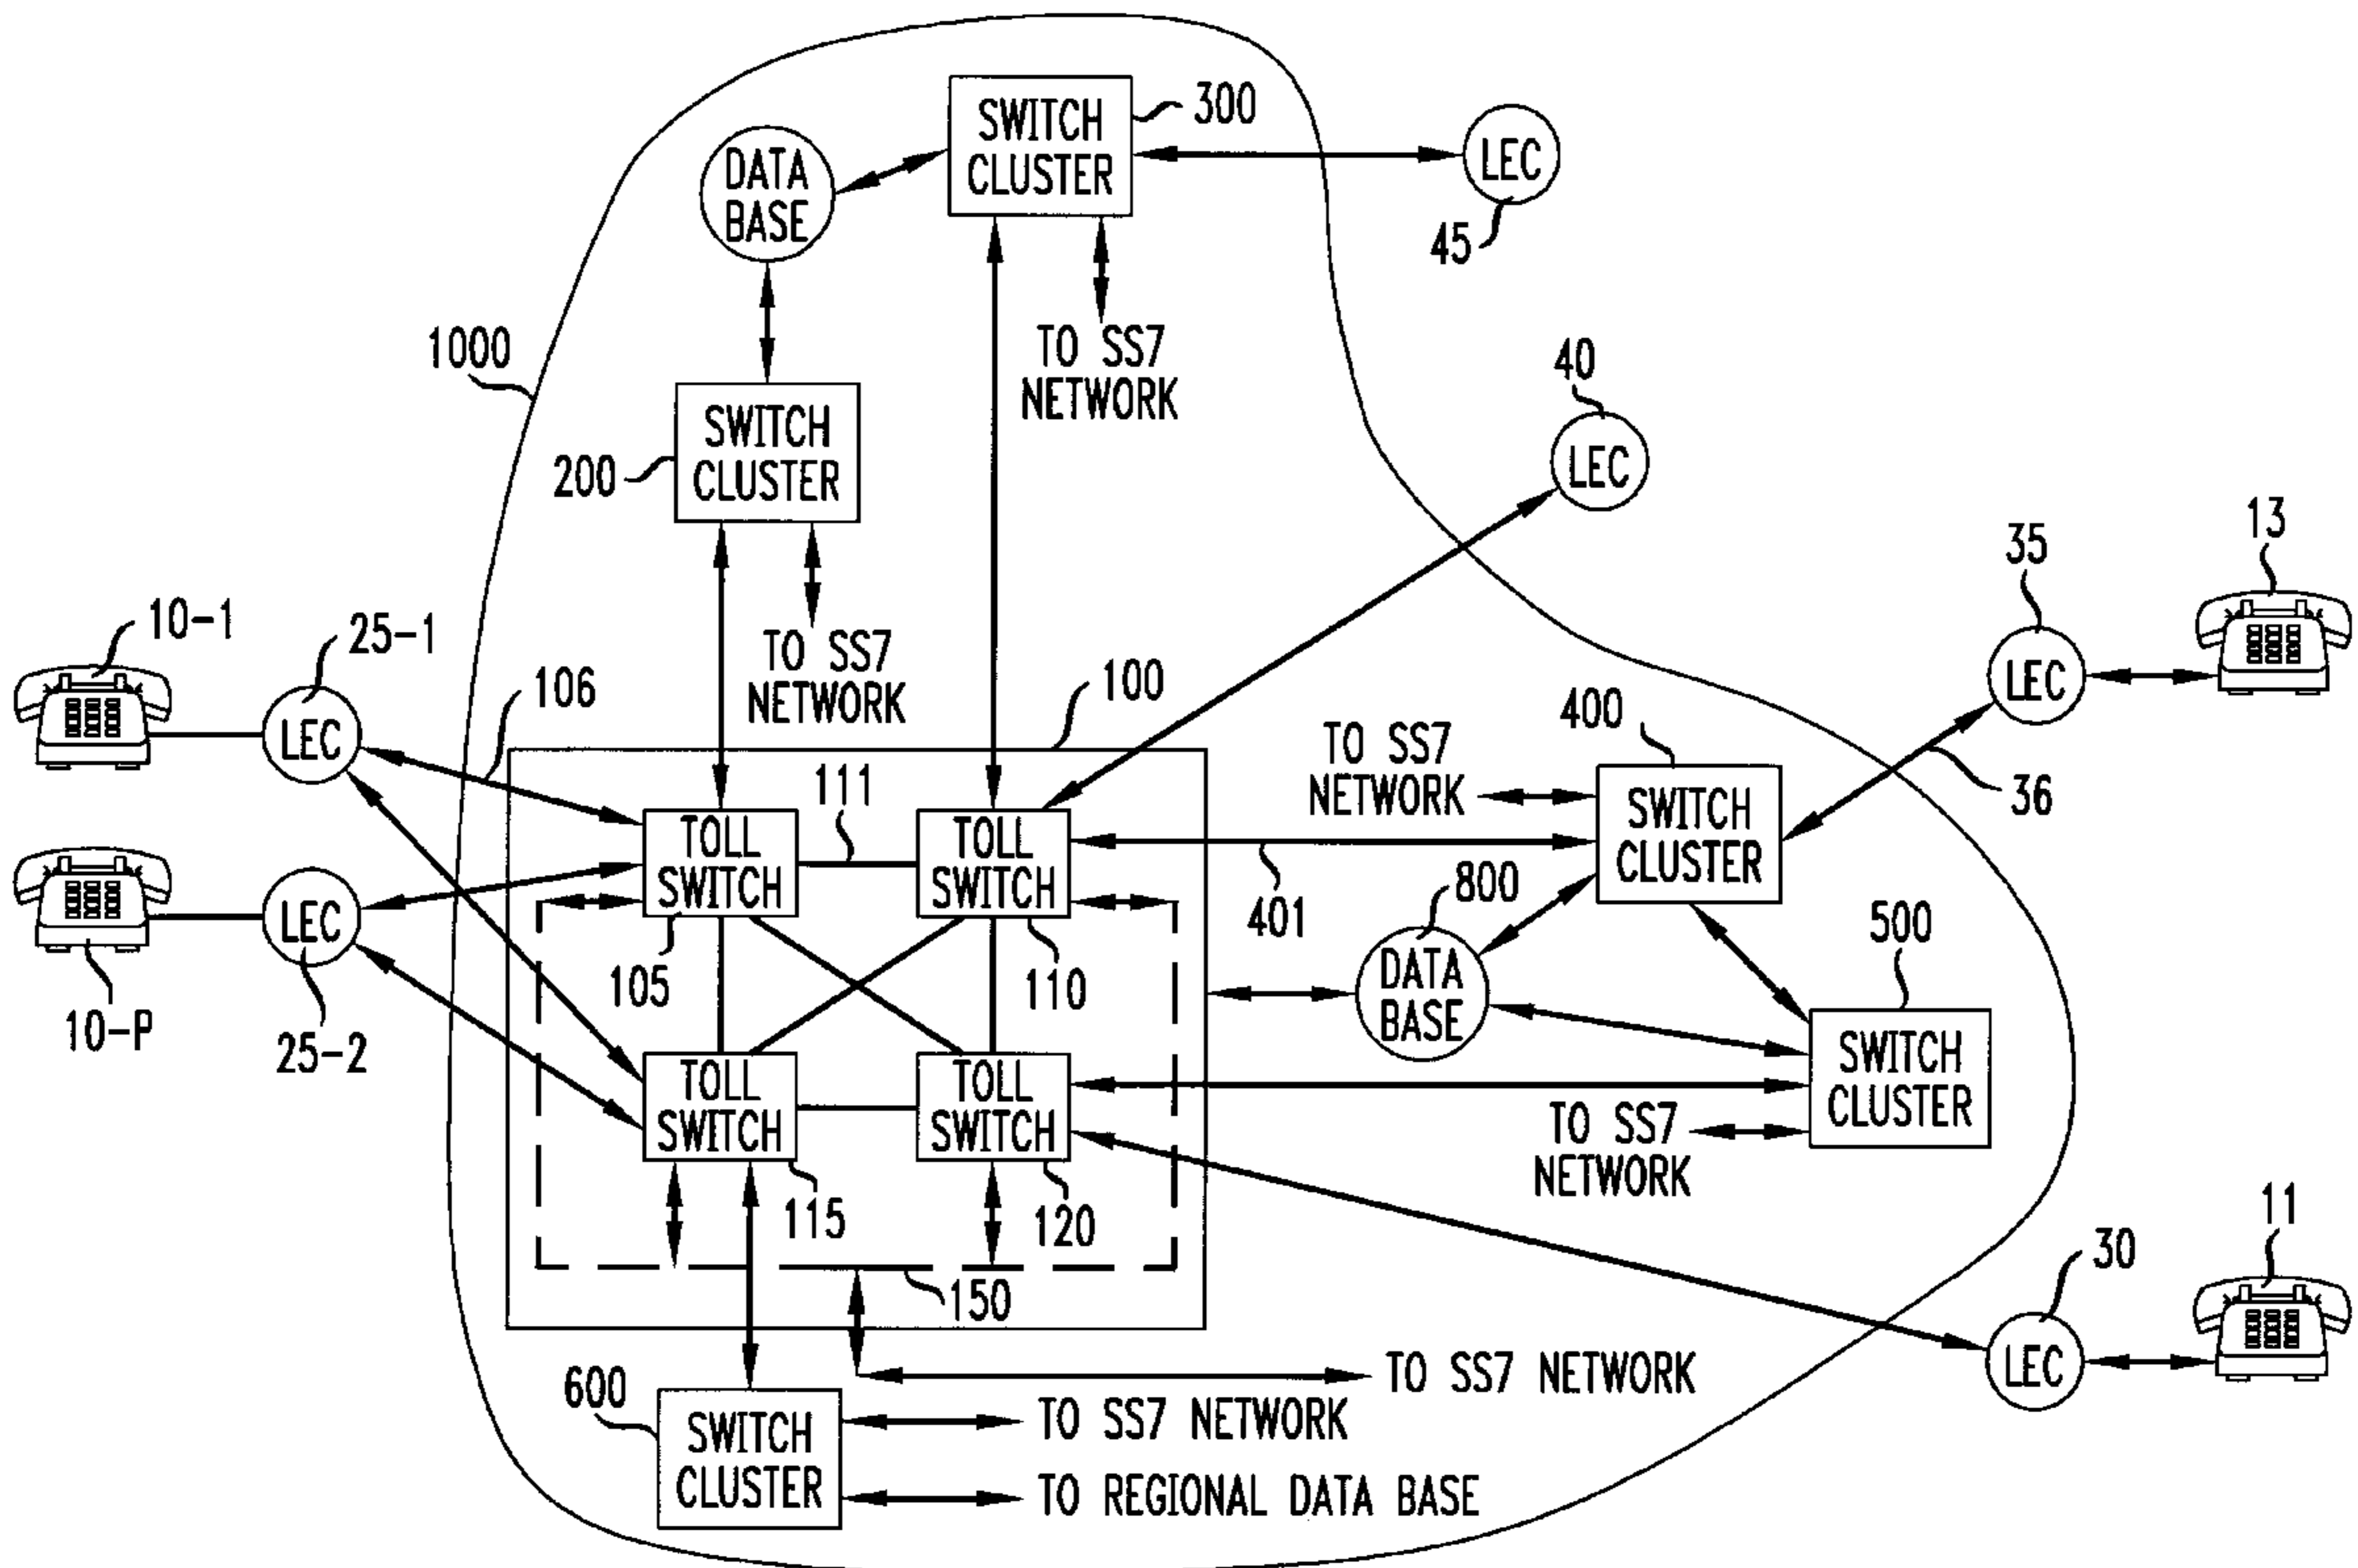 SWITCH
CLUSTER
300
DATA
BASE
LEC
45
TO SS7
NETWORK
1000
40
LEC
SWITCH
CLUSTER
200
TO SS7
NETWORK
10-1
25-1
LEC
106
100
35
LEC
13
400
TO SS7
NETWORK
SWITCH
CLUSTER
36
111
TOLL
SWITCH
105
TOLL
SWITCH
110
401
800
DATA
BASE
500
SWITCH
CLUSTER
LEC
10-P
25-2
TOLL
SWITCH
115
TOLL
SWITCH
120
TO SS7
NETWORK
150
30
LEC
11
600
SWITCH
CLUSTER
TO SS7 NETWORK
TO SS7 NETWORK
TO REGIONAL DATA BASE